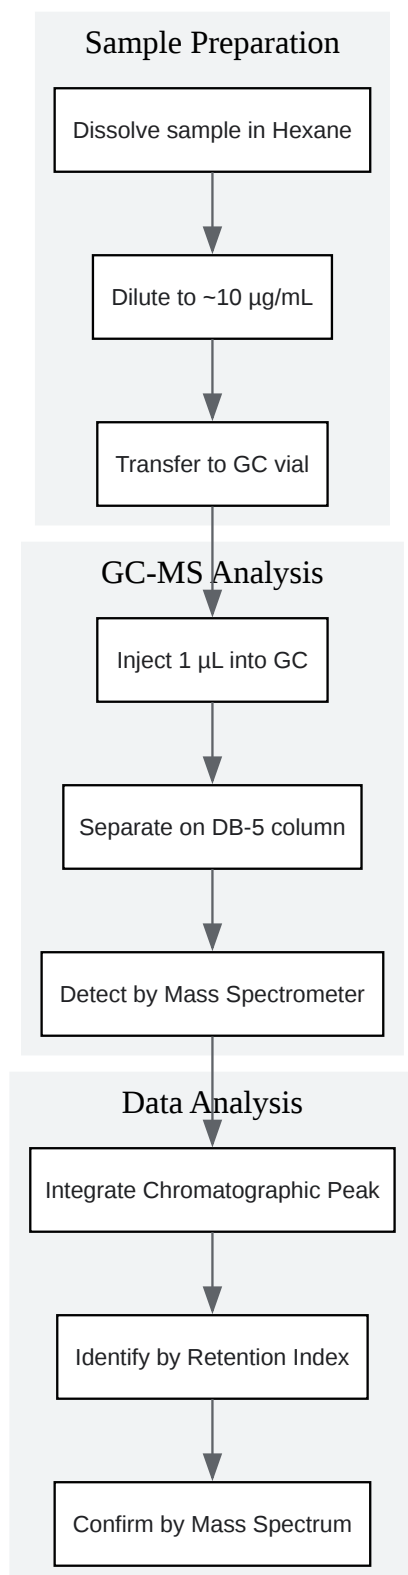 Sample Preparation
Dissolve sample in Hexane
Dilute to ~10 µg/mL
Transfer to GC vial
GC-MS Analysis
Inject 1 µL into GC
Separate on DB-5 column
Detect by Mass Spectrometer
Data Analysis
Integrate Chromatographic Peak
Identify by Retention Index
Confirm by Mass Spectrum